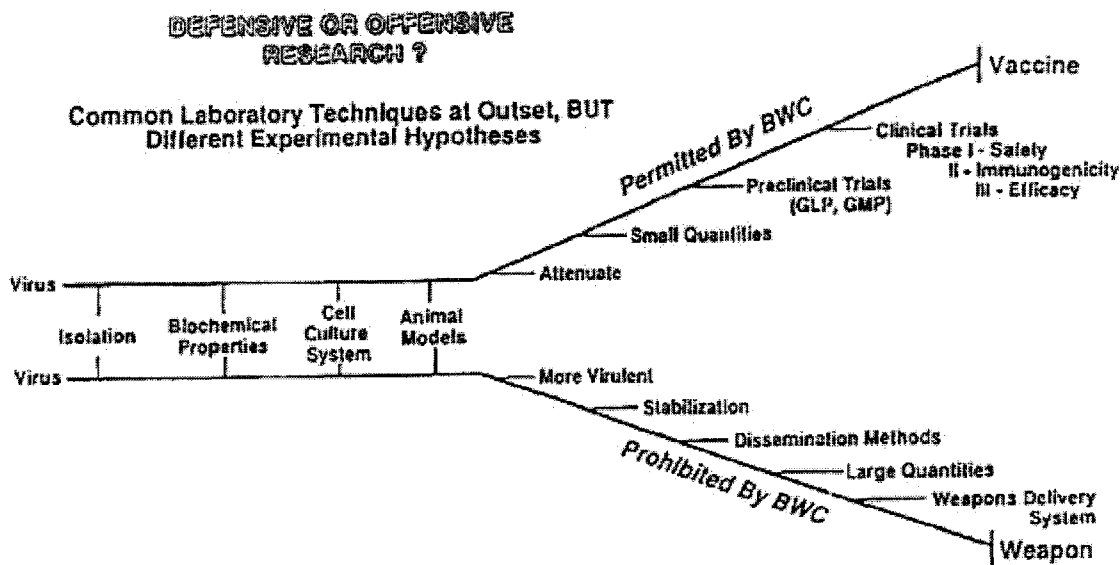 DEFENSIVE OR OFFENSIVE
RESEARCH ?
Common Laboratory Techniques at Outset, BUT
Different Experimental Hypotheses
Vaccine
Permitted By BWC
Clinical Trials
Phase I - Safety
II - Immunogenicity
III - Efficacy
Preclinical Trials
(GLP, GMP)
Small Quantities
Attenuate
Virus
Isolation
Biochemical
Properties
Cell
Culture
System
Animal
Models
Virus
More Virulent
Stabilization
Dissemination Methods
Large Quantities
Weapons Delivery
System
Prohibited By BWC
Weapon